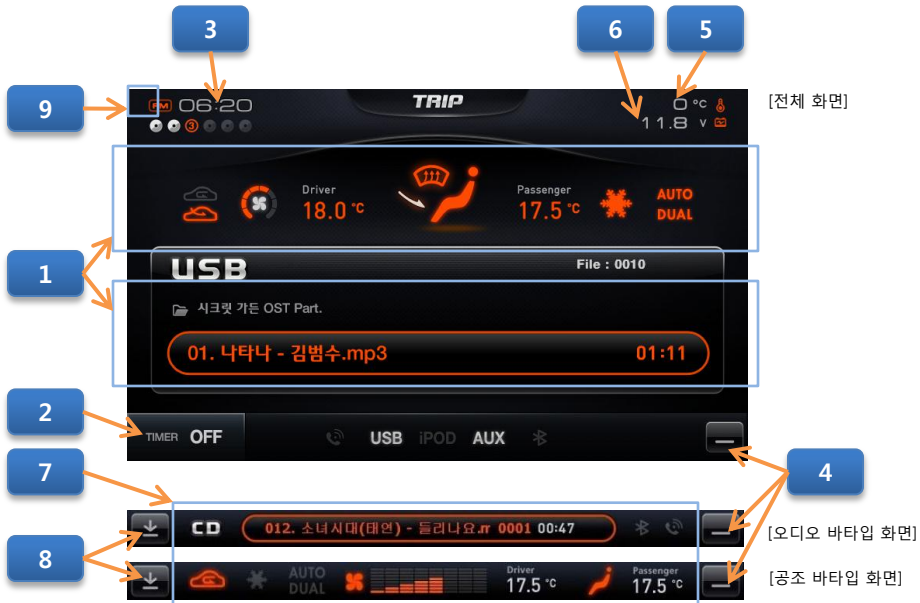 3
6
5
9
PM 06:20
TRIP
0 °C
[전체 화면]
3
11.8 V
Driver
18.0 °C
Passenger
17.5 °C
AUTO
DUAL
1
USB
File : 0010
시크릿 가든 OST Part.
01. 나타나 - 김범수.mp3
01:11
2
TIMER OFF
USB iPOD AUX
7
4
CD
012. 소녀시대(태연) - 들리나요.m 0001 00:47
[오디오 바타입 화면]
8
AUTO
DUAL
Driver
17.5 °C
Passenger
17.5 °C
[공조 바타입 화면]